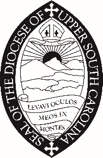 SEAL OF THE DIOCESE OF UPPER SOUTH CAROLINA
LEVAVI OCULOS
MEOS IN
MONTES